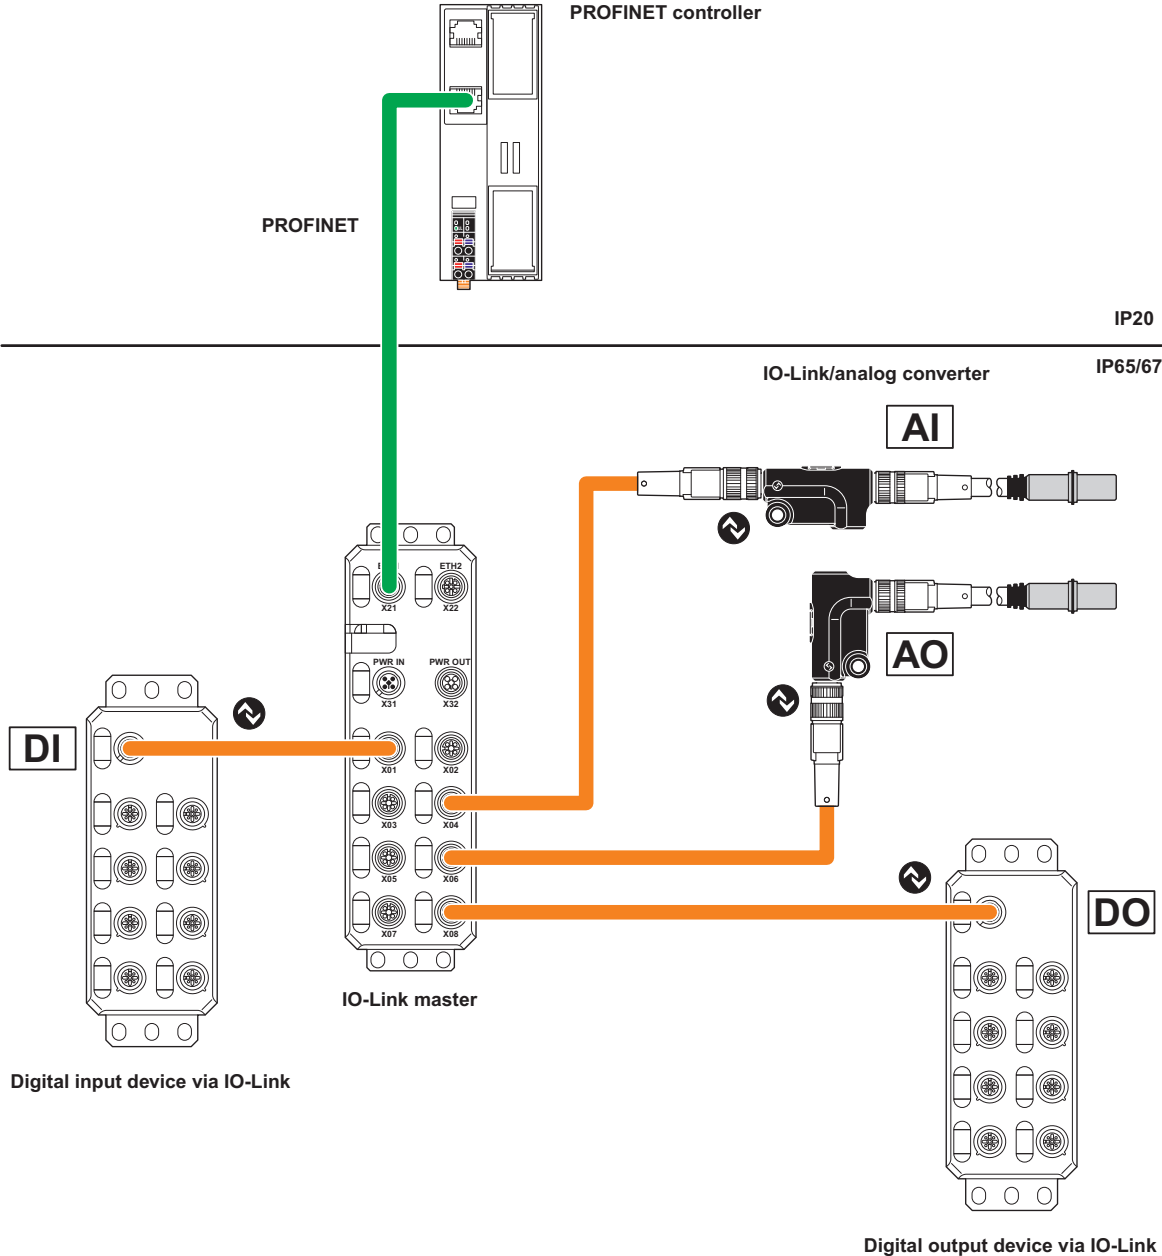 PROFINET controller
PROFINET
IP20
IP65/67
IO-Link/analog converter
AI
ETH2
X21
X22
AO
PWR IN
PWR OUT
X31
X32
DI
X01
X02
X03
X04
X05
X06
X07
X08
DO
IO-Link master
Digital input device via IO-Link
Digital output device via IO-Link